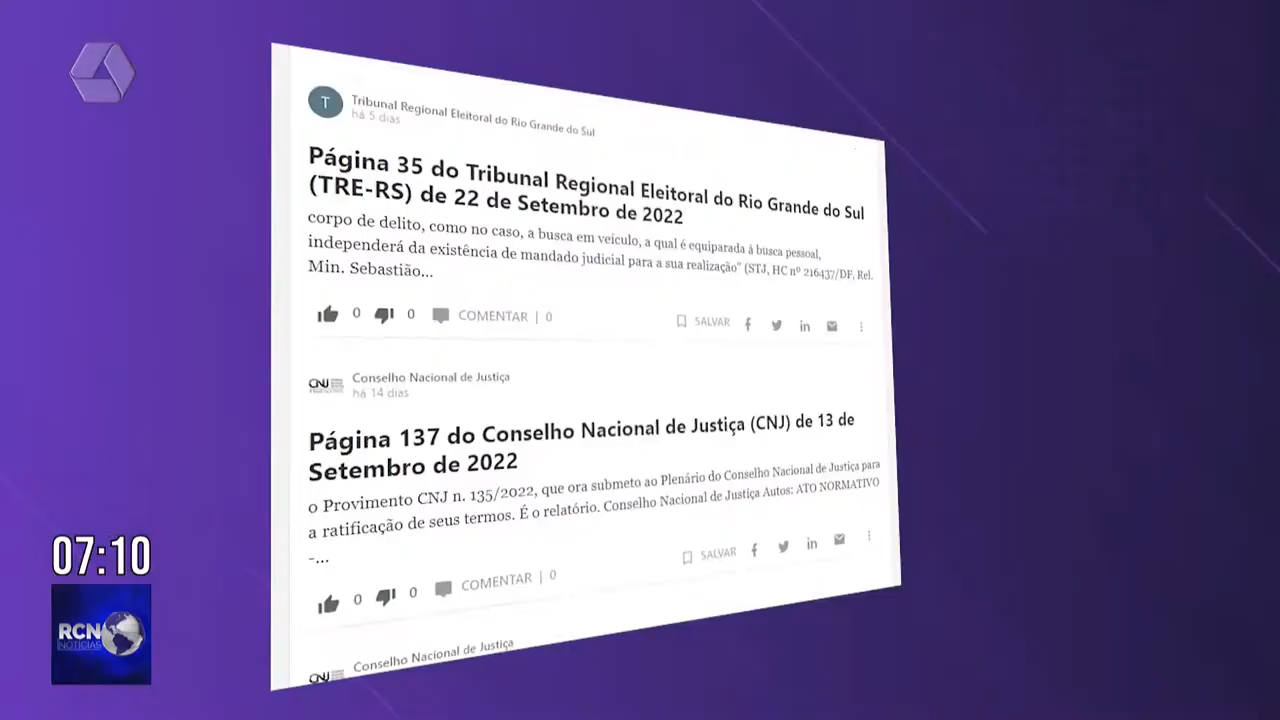 T
Tribunal Regional Eleitoral do Rio Grande do Sul
há 5 dias
Página 35 do Tribunal Regional Eleitoral do Rio Grande do Sul
(TRE-RS) de 22 de Setembro de 2022
corpo de delito, como no caso, a busca em veículo, a qual é equiparada à busca pessoal,
independerá da existência de mandado judicial para a sua realização" (STJ, HC nº 216437/DF, Rel.
Min. Sebastião...
0 0 COMENTAR | 0 SALVAR
CNJ
Conselho Nacional de Justiça
há 14 dias
Página 137 do Conselho Nacional de Justiça (CNJ) de 13 de
Setembro de 2022
o Provimento CNJ n. 135/2022, que ora submeto ao Plenário do Conselho Nacional de Justiça para
a ratificação de seus termos. É o relatório. Conselho Nacional de Justiça Autos: ATO NORMATIVO
-...
0 0 COMENTAR | 0 SALVAR
CNJ
Conselho Nacional de Justiça
07:10
RCN
NOTÍCIAS